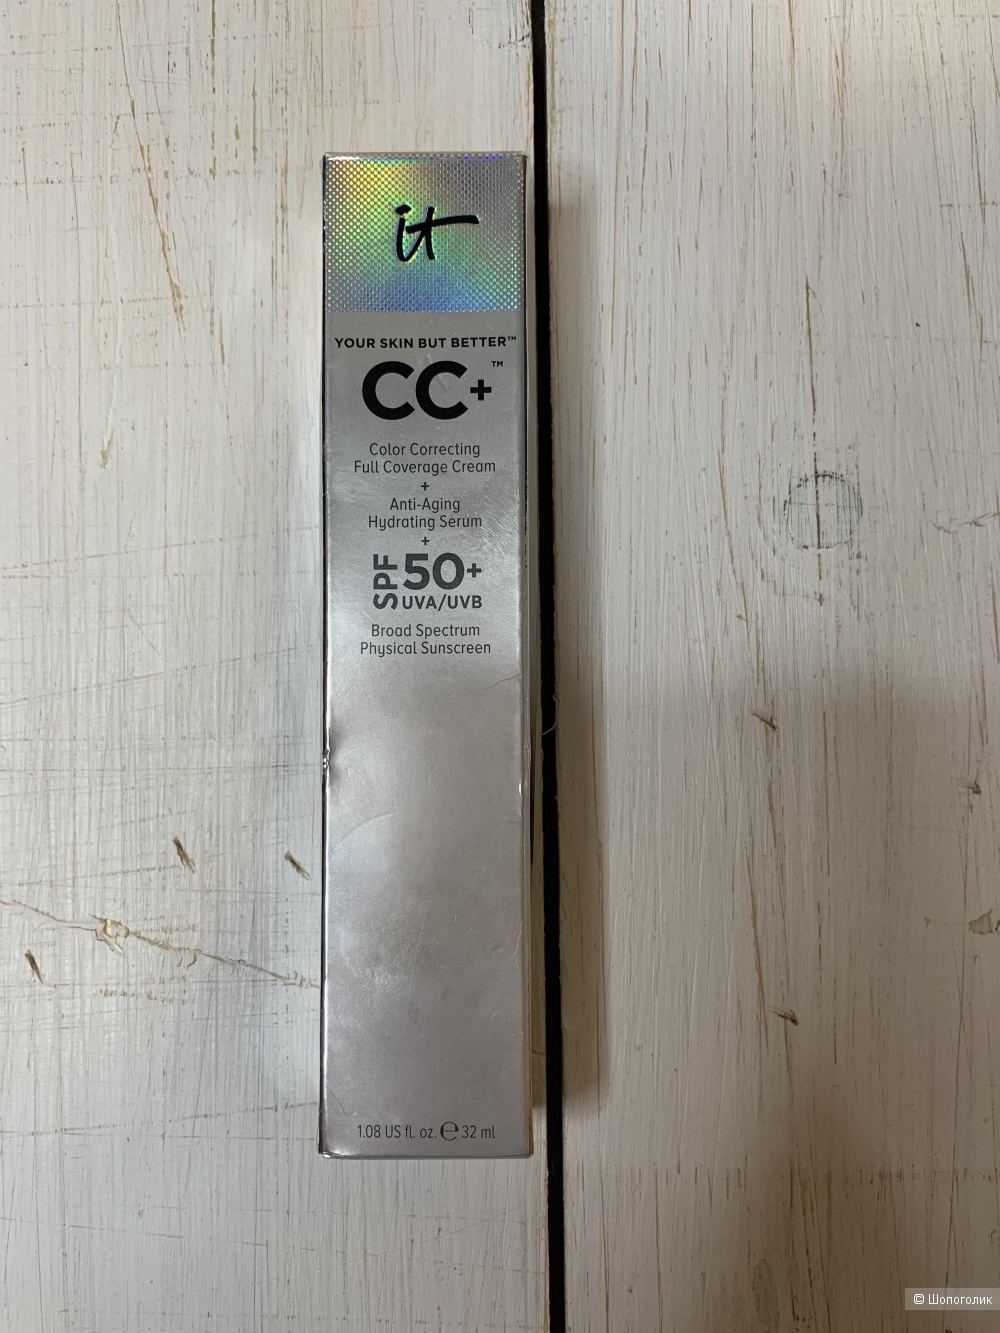 it
YOUR SKIN BUT BETTER™
CC+™
Color Correcting
Full Coverage Cream
+
Anti-Aging
Hydrating Serum
+
SPF 50+
UVA/UVB
Broad Spectrum
Physical Sunscreen
1.08 US fl. oz. ℮ 32 ml
© Шопоголик